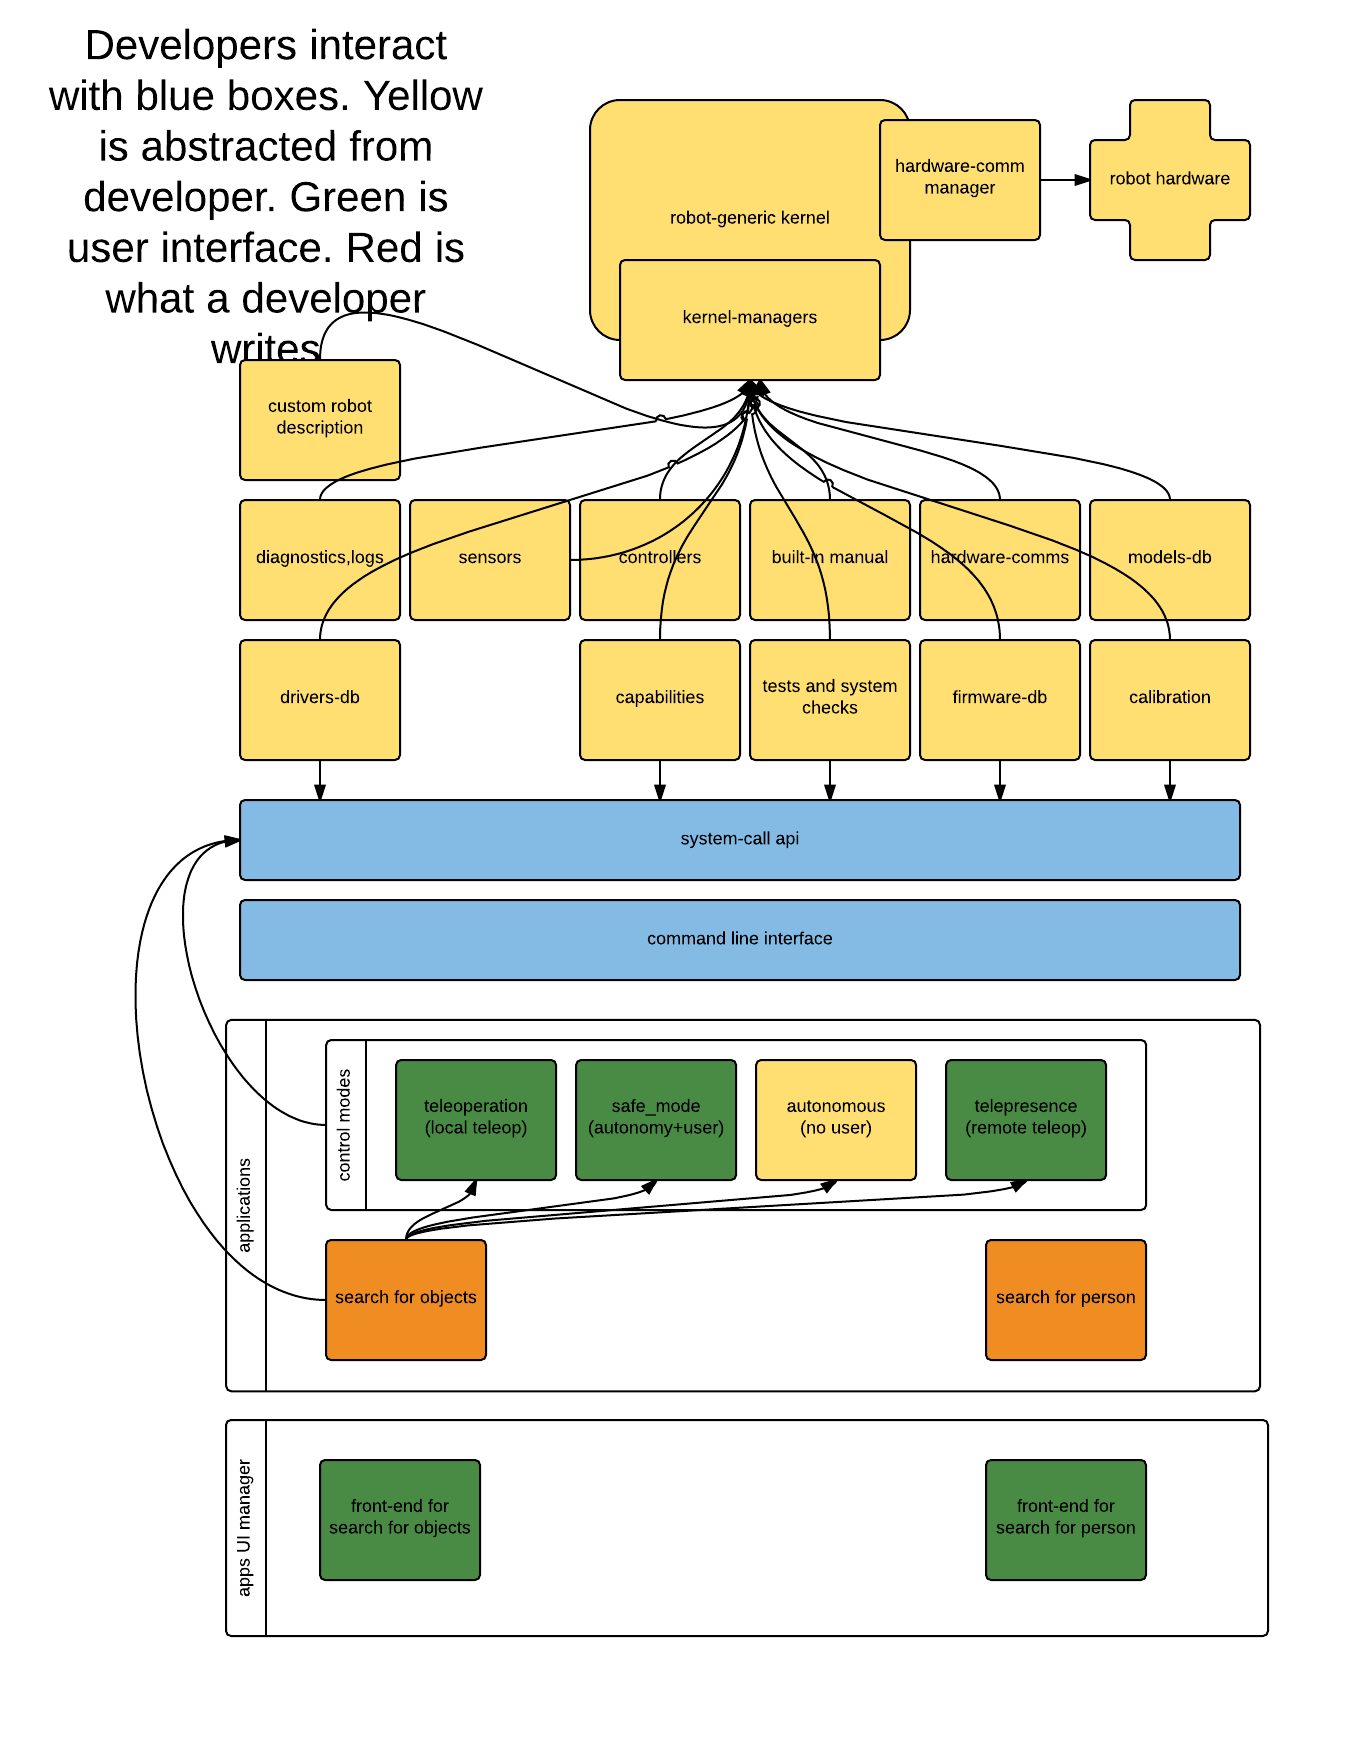 Developers interact
with blue boxes. Yellow
is abstracted from
developer. Green is
user interface. Red is
what a developer
writes
hardware-comm
manager
robot hardware
robot-generic kernel
kernel-managers
custom robot
description
diagnostics,logs
sensors
controllers
built-in manual
hardware-comms
models-db
drivers-db
capabilities
tests and system
checks
firmware-db
calibration
system-call api
command line interface
applications
control modes
teleoperation
(local teleop)
safe_mode
(autonomy+user)
autonomous
(no user)
telepresence
(remote teleop)
search for objects
search for person
apps UI manager
front-end for
search for objects
front-end for
search for person